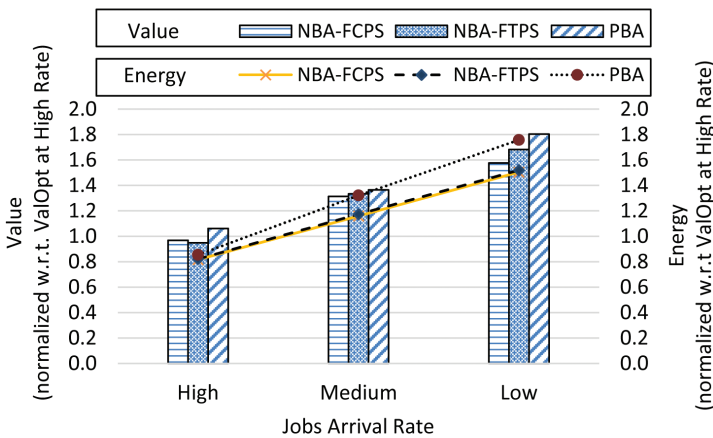 Value NBA-FCPS NBA-FTPS PBA
Energy NBA-FCPS NBA-FTPS PBA
Value
(normalized w.r.t. ValOpt at High Rate)
2.0
1.8
1.6
1.4
1.2
1.0
0.8
0.6
0.4
0.2
0.0
2.0
1.8
1.6
1.4
1.2
1.0
0.8
0.6
0.4
0.2
0.0
Energy
(normalized w.r.t ValOpt at High Rate)
High Medium Low
Jobs Arrival Rate